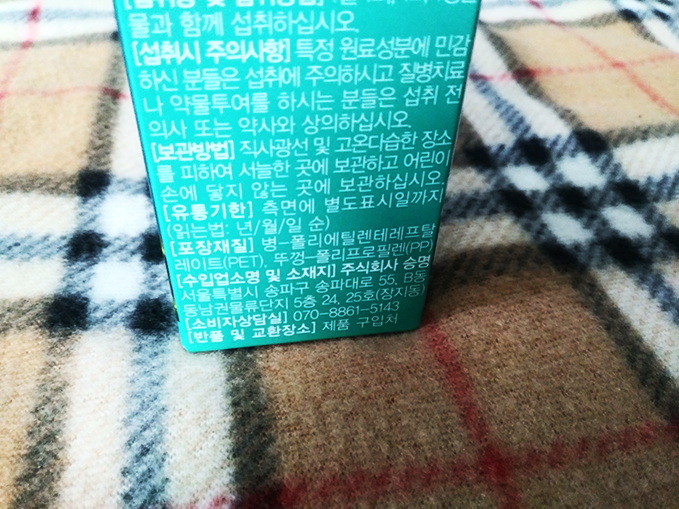 물과 함께 섭취하십시오.
[섭취시 주의사항] 특정 원료성분에 민감
하신 분들은 섭취에 주의하시고 질병치료
나 약물투여를 하시는 분들은 섭취 전
의사 또는 약사와 상의하십시오.
[보관방법] 직사광선 및 고온다습한 장소
를 피하여 서늘한 곳에 보관하고 어린이
손에 닿지 않는 곳에 보관하십시오.
[유통기한] 측면에 별도표시일까지
(읽는법: 년/월/일 순)
[포장재질] 병-폴리에틸렌테레프탈
레이트(PET), 뚜껑-폴리프로필렌(PP)
[수입업소명 및 소재지] 주식회사 승명
서울특별시 송파구 송파대로 55, B동
동남권물류단지 5층 24, 25호(장지동)
[소비자상담실] 070-8861-5143
[반품 및 교환장소] 제품 구입처